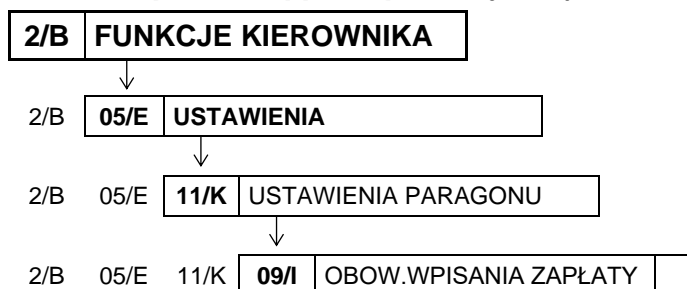 2/B FUNKCJE KIEROWNIKA
2/B 05/E USTAWIENIA
2/B 05/E 11/K USTAWIENIA PARAGONU
2/B 05/E 11/K 09/I OBOW.WPISANIA ZAPŁATY